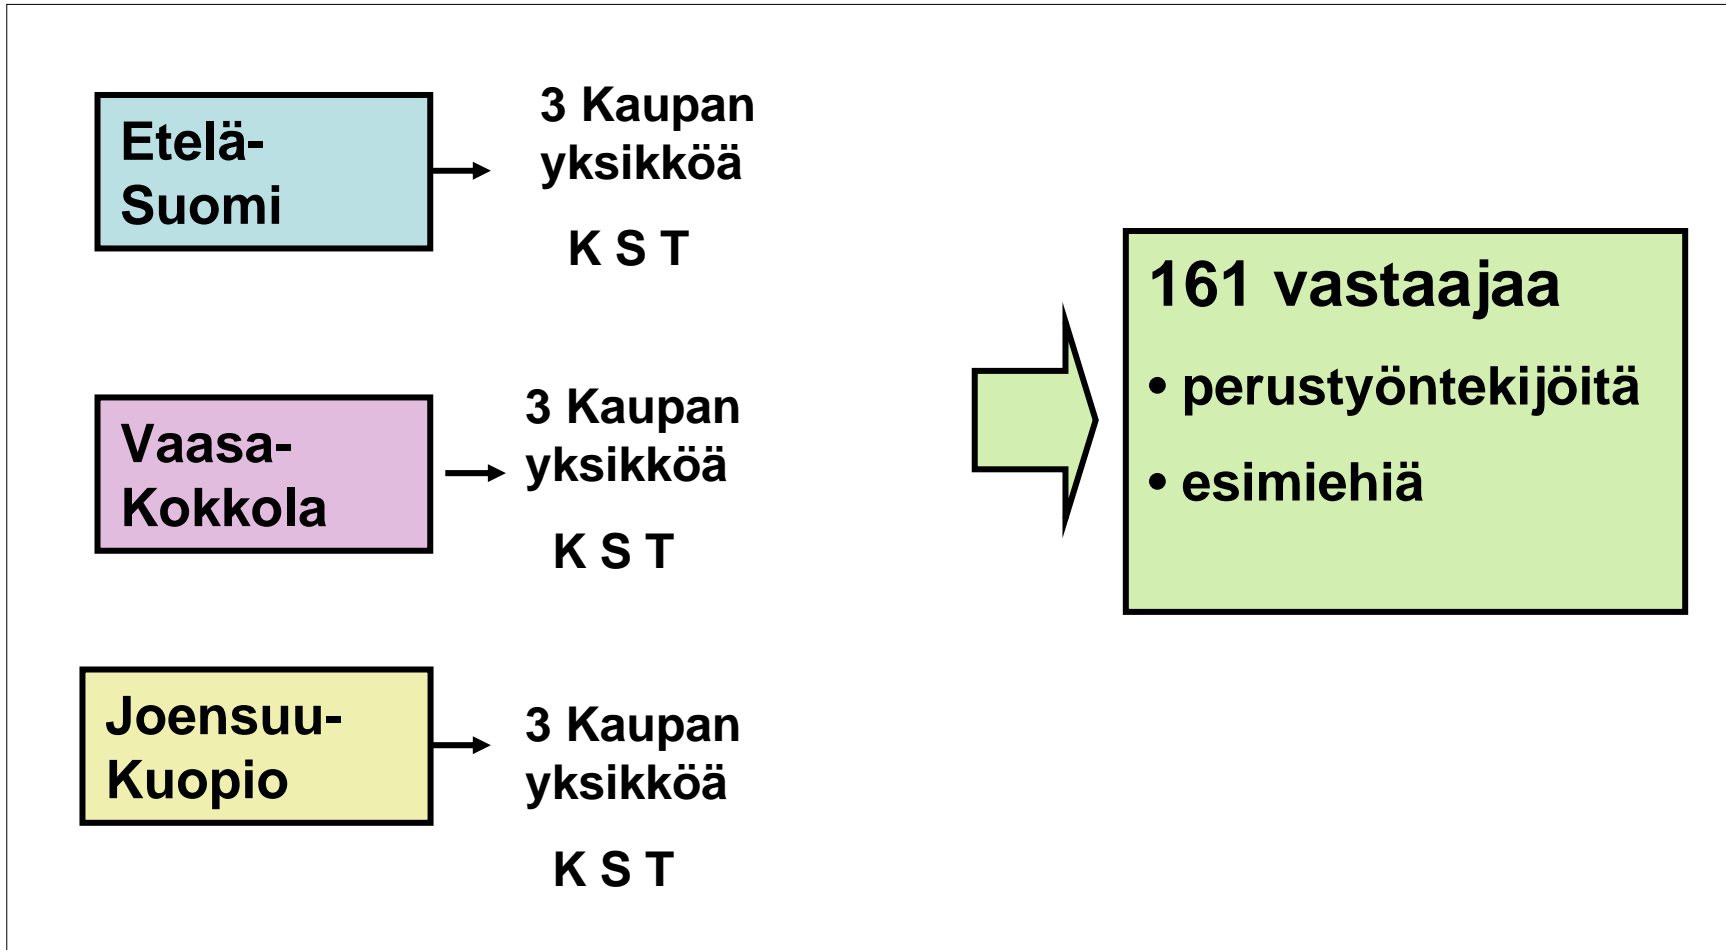 Etelä-
Suomi
3 Kaupan
yksikköä
K S T
Vaasa-
Kokkola
3 Kaupan
yksikköä
K S T
Joensuu-
Kuopio
3 Kaupan
yksikköä
K S T
161 vastaajaa
• perustyöntekijöitä
• esimiehiä